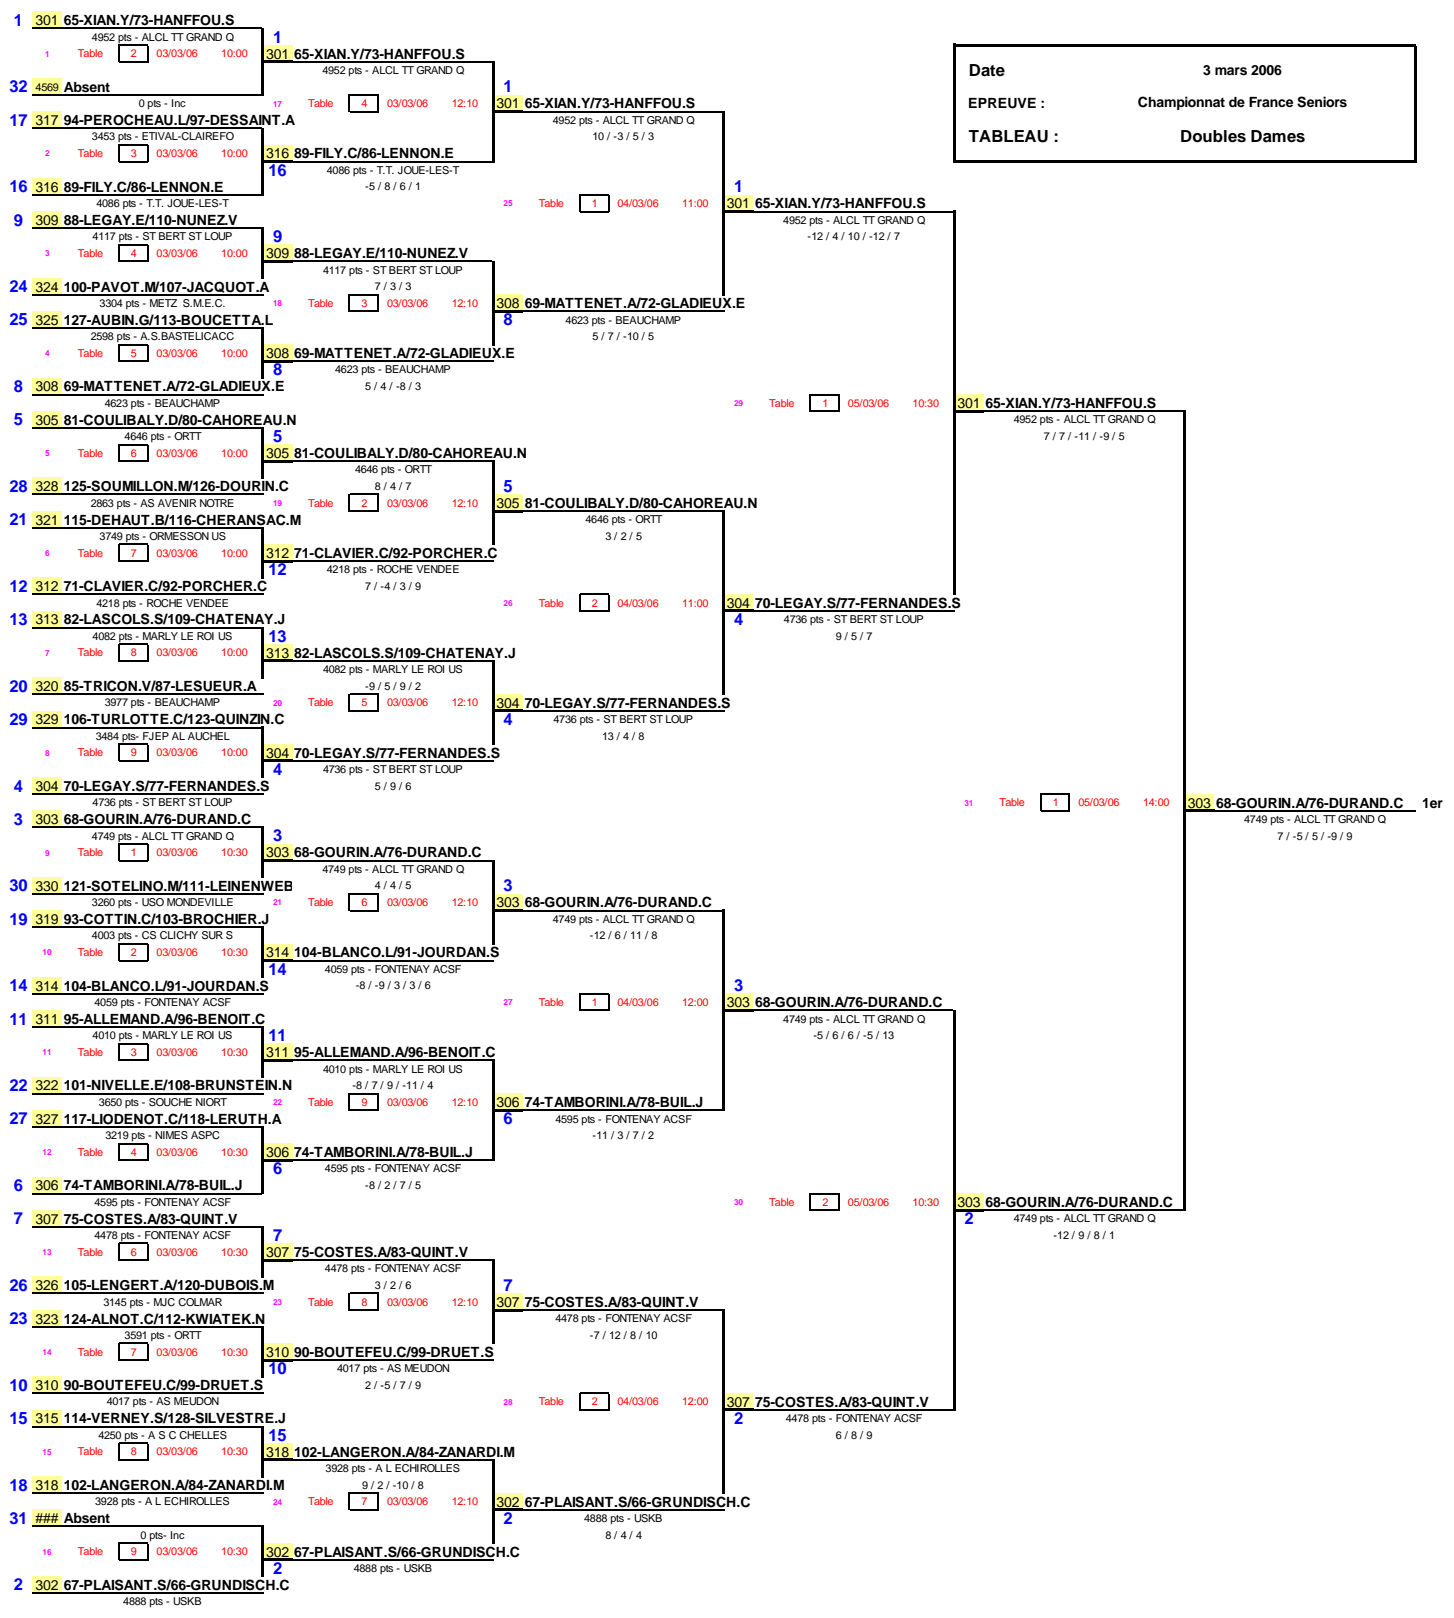 Date 3 mars 2006
EPREUVE : Championnat de France Seniors
TABLEAU : Doubles Dames
1 301 65-XIAN.Y/73-HANFFOU.S
4952 pts - ALCL TT GRAND Q
1 Table 2 03/03/06 10:00
32 4569 Absent
0 pts - Inc
17 317 94-PEROCHEAU.L/97-DESSAINT.A
3453 pts - ETIVAL-CLAIREFO
2 Table 3 03/03/06 10:00
16 316 89-FILY.C/86-LENNON.E
4086 pts - T.T. JOUE-LES-T
9 309 88-LEGAY.E/110-NUNEZ.V
4117 pts - ST BERT ST LOUP
3 Table 4 03/03/06 10:00
24 324 100-PAVOT.M/107-JACQUOT.A
3304 pts - METZ S.M.E.C.
25 325 127-AUBIN.G/113-BOUCETTA.L
2598 pts - A.S.BASTELICACC
4 Table 5 03/03/06 10:00
8 308 69-MATTENET.A/72-GLADIEUX.E
4623 pts - BEAUCHAMP
5 305 81-COULIBALY.D/80-CAHOREAU.N
4646 pts - ORTT
5 Table 6 03/03/06 10:00
28 328 125-SOUMILLON.M/126-DOURIN.C
2863 pts - AS AVENIR NOTRE
21 321 115-DEHAUT.B/116-CHERANSAC.M
3749 pts - ORMESSON US
6 Table 7 03/03/06 10:00
12 312 71-CLAVIER.C/92-PORCHER.C
4218 pts - ROCHE VENDEE
13 313 82-LASCOLS.S/109-CHATENAY.J
4082 pts - MARLY LE ROI US
7 Table 8 03/03/06 10:00
20 320 85-TRICON.V/87-LESUEUR.A
3977 pts - BEAUCHAMP
29 329 106-TURLOTTE.C/123-QUINZIN.C
3484 pts- FJEP AL AUCHEL
8 Table 9 03/03/06 10:00
4 304 70-LEGAY.S/77-FERNANDES.S
4736 pts - ST BERT ST LOUP
3 303 68-GOURIN.A/76-DURAND.C
4749 pts - ALCL TT GRAND Q
9 Table 1 03/03/06 10:30
30 330 121-SOTELINO.M/111-LEINENWEB
3260 pts - USO MONDEVILLE
19 319 93-COTTIN.C/103-BROCHIER.J
4003 pts - CS CLICHY SUR S
10 Table 2 03/03/06 10:30
14 314 104-BLANCO.L/91-JOURDAN.S
4059 pts - FONTENAY ACSF
11 311 95-ALLEMAND.A/96-BENOIT.C
4010 pts - MARLY LE ROI US
11 Table 3 03/03/06 10:30
22 322 101-NIVELLE.E/108-BRUNSTEIN.N
3650 pts - SOUCHE NIORT
27 327 117-LIODENOT.C/118-LERUTH.A
3219 pts - NIMES ASPC
12 Table 4 03/03/06 10:30
6 306 74-TAMBORINI.A/78-BUIL.J
4595 pts - FONTENAY ACSF
7 307 75-COSTES.A/83-QUINT.V
4478 pts - FONTENAY ACSF
13 Table 6 03/03/06 10:30
26 326 105-LENGERT.A/120-DUBOIS.M
3145 pts - MJC COLMAR
23 323 124-ALNOT.C/112-KWIATEK.N
3591 pts - ORTT
14 Table 7 03/03/06 10:30
10 310 90-BOUTEFEU.C/99-DRUET.S
4017 pts - AS MEUDON
15 315 114-VERNEY.S/128-SILVESTRE.J
4250 pts - A S C CHELLES
15 Table 8 03/03/06 10:30
18 318 102-LANGERON.A/84-ZANARDI.M
3928 pts - A L ECHIROLLES
31 ### Absent
0 pts- Inc
16 Table 9 03/03/06 10:30
2 302 67-PLAISANT.S/66-GRUNDISCH.C
4888 pts - USKB
1
301 65-XIAN.Y/73-HANFFOU.S
4952 pts - ALCL TT GRAND Q
17 Table 4 03/03/06 12:10
316 89-FILY.C/86-LENNON.E
16
4086 pts - T.T. JOUE-LES-T
-5 / 8 / 6 / 1
9
309 88-LEGAY.E/110-NUNEZ.V
4117 pts - ST BERT ST LOUP
7 / 3 / 3
18 Table 3 03/03/06 12:10
308 69-MATTENET.A/72-GLADIEUX.E
8
4623 pts - BEAUCHAMP
5 / 4 / -8 / 3
5
305 81-COULIBALY.D/80-CAHOREAU.N
4646 pts - ORTT
8 / 4 / 7
19 Table 2 03/03/06 12:10
312 71-CLAVIER.C/92-PORCHER.C
12
4218 pts - ROCHE VENDEE
7 / -4 / 3 / 9
13
313 82-LASCOLS.S/109-CHATENAY.J
4082 pts - MARLY LE ROI US
-9 / 5 / 9 / 2
20 Table 5 03/03/06 12:10
304 70-LEGAY.S/77-FERNANDES.S
4
4736 pts - ST BERT ST LOUP
5 / 9 / 6
3
303 68-GOURIN.A/76-DURAND.C
4749 pts - ALCL TT GRAND Q
4 / 4 / 5
21 Table 6 03/03/06 12:10
314 104-BLANCO.L/91-JOURDAN.S
14
4059 pts - FONTENAY ACSF
-8 / -9 / 3 / 3 / 6
11
311 95-ALLEMAND.A/96-BENOIT.C
4010 pts - MARLY LE ROI US
-8 / 7 / 9 / -11 / 4
22 Table 9 03/03/06 12:10
306 74-TAMBORINI.A/78-BUIL.J
6
4595 pts - FONTENAY ACSF
-8 / 2 / 7 / 5
7
307 75-COSTES.A/83-QUINT.V
4478 pts - FONTENAY ACSF
3 / 2 / 6
23 Table 8 03/03/06 12:10
310 90-BOUTEFEU.C/99-DRUET.S
10
4017 pts - AS MEUDON
2 / -5 / 7 / 9
15
318 102-LANGERON.A/84-ZANARDI.M
3928 pts - A L ECHIROLLES
9 / 2 / -10 / 8
24 Table 7 03/03/06 12:10
302 67-PLAISANT.S/66-GRUNDISCH.C
2
4888 pts - USKB
1
301 65-XIAN.Y/73-HANFFOU.S
4952 pts - ALCL TT GRAND Q
10 / -3 / 5 / 3
25 Table 1 04/03/06 11:00
308 69-MATTENET.A/72-GLADIEUX.E
8
4623 pts - BEAUCHAMP
5 / 7 / -10 / 5
5
305 81-COULIBALY.D/80-CAHOREAU.N
4646 pts - ORTT
3 / 2 / 5
26 Table 2 04/03/06 11:00
304 70-LEGAY.S/77-FERNANDES.S
4
4736 pts - ST BERT ST LOUP
13 / 4 / 8
3
303 68-GOURIN.A/76-DURAND.C
4749 pts - ALCL TT GRAND Q
-12 / 6 / 11 / 8
27 Table 1 04/03/06 12:00
306 74-TAMBORINI.A/78-BUIL.J
6
4595 pts - FONTENAY ACSF
-11 / 3 / 7 / 2
7
307 75-COSTES.A/83-QUINT.V
4478 pts - FONTENAY ACSF
-7 / 12 / 8 / 10
28 Table 2 04/03/06 12:00
302 67-PLAISANT.S/66-GRUNDISCH.C
2
4888 pts - USKB
8 / 4 / 4
1
301 65-XIAN.Y/73-HANFFOU.S
4952 pts - ALCL TT GRAND Q
-12 / 4 / 10 / -12 / 7
29 Table 1 05/03/06 10:30
304 70-LEGAY.S/77-FERNANDES.S
4
4736 pts - ST BERT ST LOUP
9 / 5 / 7
3
303 68-GOURIN.A/76-DURAND.C
4749 pts - ALCL TT GRAND Q
-5 / 6 / 6 / -5 / 13
30 Table 2 05/03/06 10:30
307 75-COSTES.A/83-QUINT.V
2
4478 pts - FONTENAY ACSF
6 / 8 / 9
301 65-XIAN.Y/73-HANFFOU.S
4952 pts - ALCL TT GRAND Q
7 / 7 / -11 / -9 / 5
31 Table 1 05/03/06 14:00
303 68-GOURIN.A/76-DURAND.C
2
4749 pts - ALCL TT GRAND Q
-12 / 9 / 8 / 1
303 68-GOURIN.A/76-DURAND.C 1er
4749 pts - ALCL TT GRAND Q
7 / -5 / 5 / -9 / 9